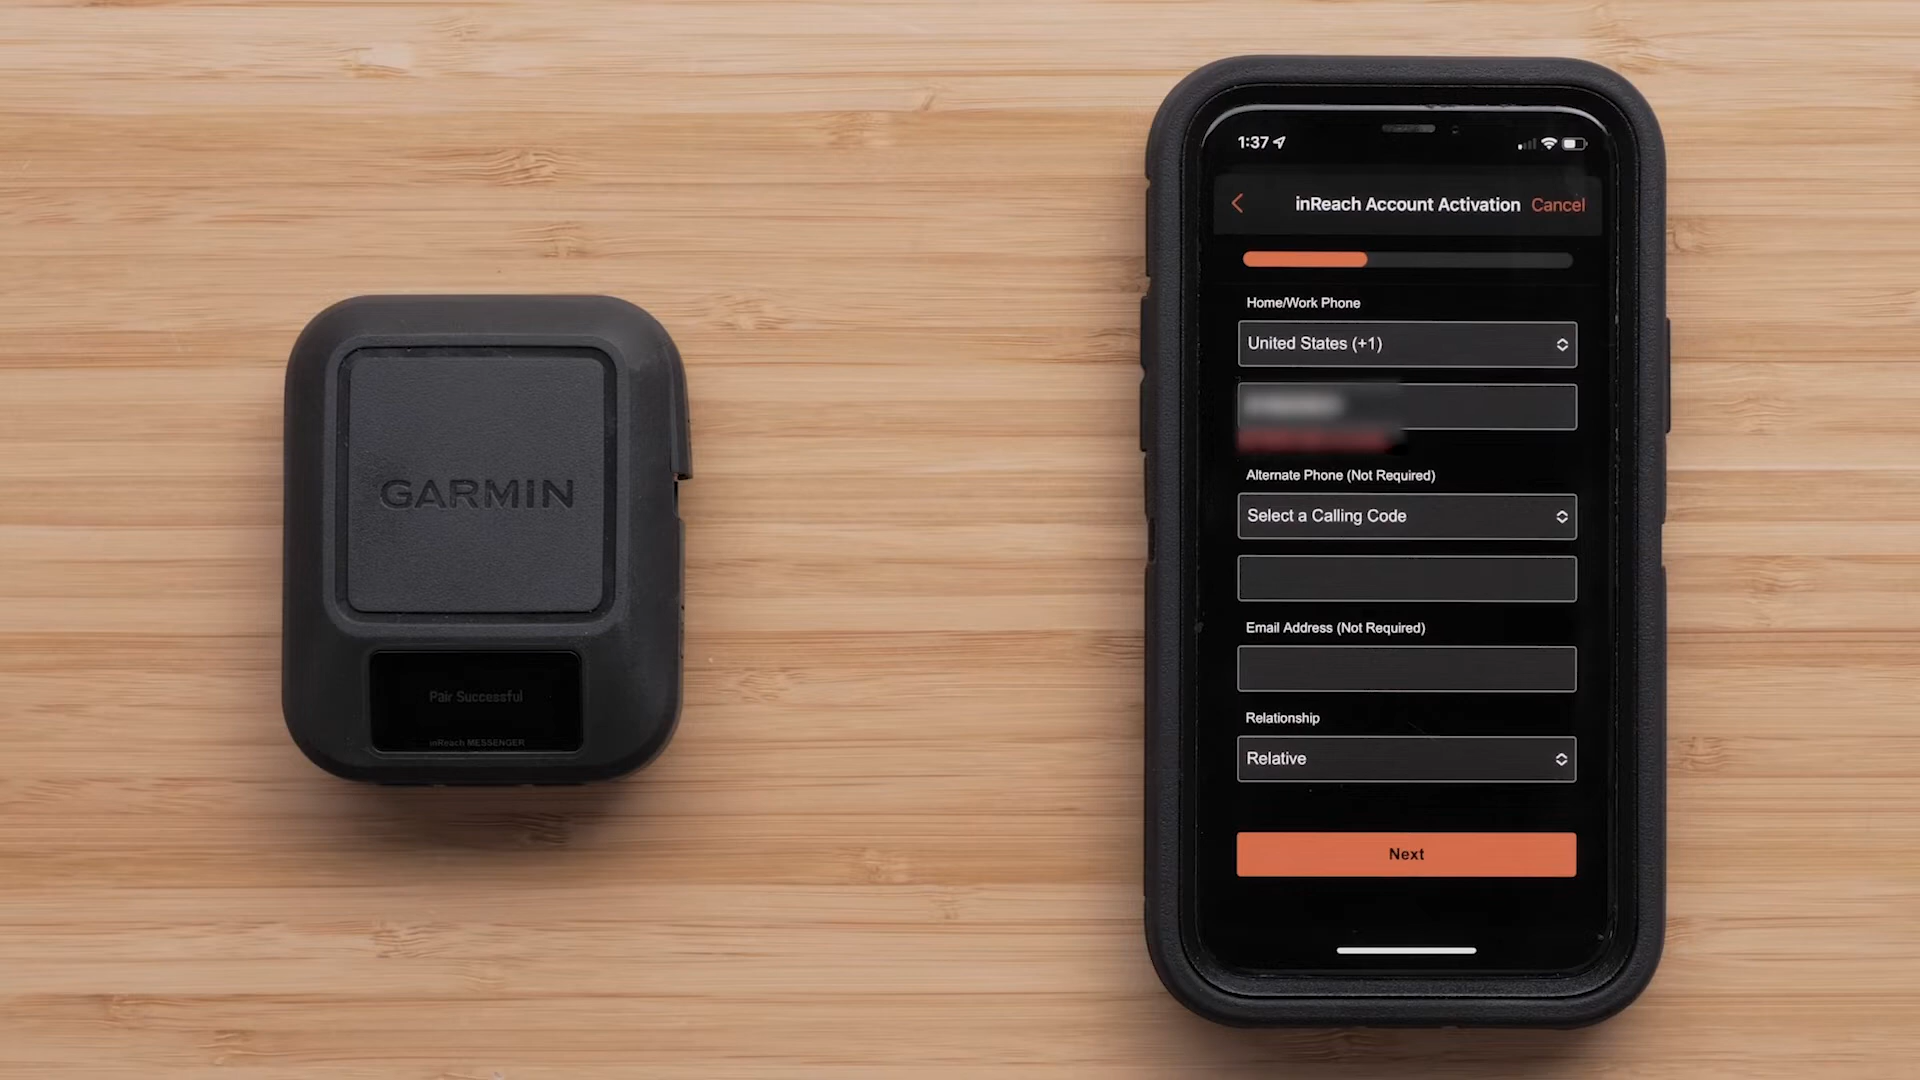 GARMIN
Pair Successful
inReach MESSENGER
1:37
inReach Account Activation
Cancel
Home/Work Phone
United States (+1)
Alternate Phone (Not Required)
Select a Calling Code
Email Address (Not Required)
Relationship
Relative
Next